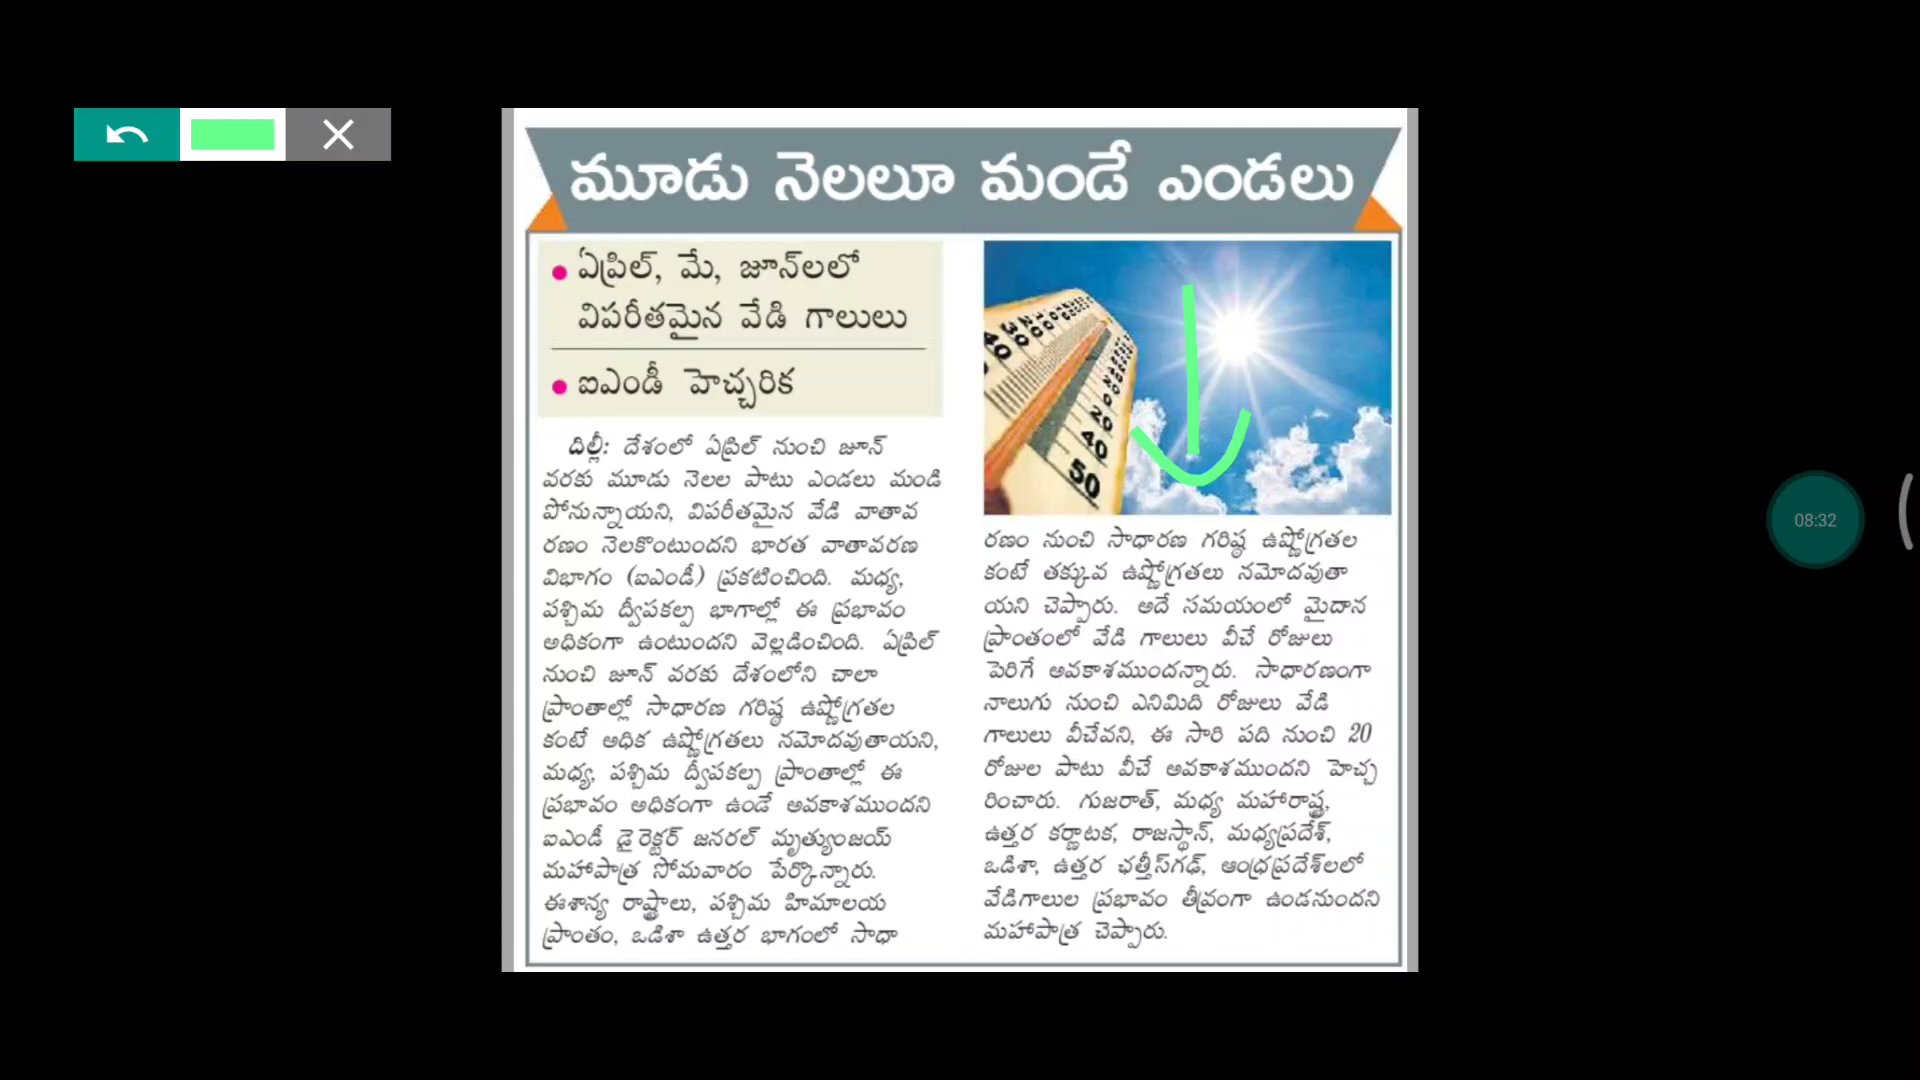 మూడు నెలలూ మండే ఎండలు
ఏప్రిల్, మే, జూన్‌లలో
విపరీతమైన వేడి గాలులు
ఐఎండీ హెచ్చరిక
దిల్లీ: దేశంలో ఏప్రిల్ నుంచి జూన్
వరకు మూడు నెలల పాటు ఎండలు మండి
పోనున్నాయని, విపరీతమైన వేడి వాతావ
రణం నెలకొంటుందని భారత వాతావరణ
విభాగం (ఐఎండీ) ప్రకటించింది. మధ్య,
పశ్చిమ ద్వీపకల్ప భాగాల్లో ఈ ప్రభావం
అధికంగా ఉంటుందని వెల్లడించింది. ఏప్రిల్
నుంచి జూన్ వరకు దేశంలోని చాలా
ప్రాంతాల్లో సాధారణ గరిష్ఠ ఉష్ణోగ్రతల
కంటే అధిక ఉష్ణోగ్రతలు నమోదవుతాయని,
మధ్య, పశ్చిమ ద్వీపకల్ప ప్రాంతాల్లో ఈ
ప్రభావం అధికంగా ఉండే అవకాశముందని
ఐఎండీ డైరెక్టర్ జనరల్ మృత్యుంజయ్
మహాపాత్ర సోమవారం పేర్కొన్నారు.
ఈశాన్య రాష్ట్రాలు, పశ్చిమ హిమాలయ
ప్రాంతం, ఒడిశా ఉత్తర భాగంలో సాధా
20
40
50
రణం నుంచి సాధారణ గరిష్ఠ ఉష్ణోగ్రతల
కంటే తక్కువ ఉష్ణోగ్రతలు నమోదవుతా
యని చెప్పారు. అదే సమయంలో మైదాన
ప్రాంతంలో వేడి గాలులు వీచే రోజులు
పెరిగే అవకాశముందన్నారు. సాధారణంగా
నాలుగు నుంచి ఎనిమిది రోజులు వేడి
గాలులు వీచేవని, ఈ సారి పది నుంచి 20
రోజుల పాటు వీచే అవకాశముందని హెచ్చ
రించారు. గుజరాత్, మధ్య మహారాష్ట్ర,
ఉత్తర కర్ణాటక, రాజస్థాన్, మధ్యప్రదేశ్,
ఒడిశా, ఉత్తర ఛత్తీస్‌గఢ్, ఆంధ్రప్రదేశ్‌లలో
వేడిగాలుల ప్రభావం తీవ్రంగా ఉండనుందని
మహాపాత్ర చెప్పారు.
08:32